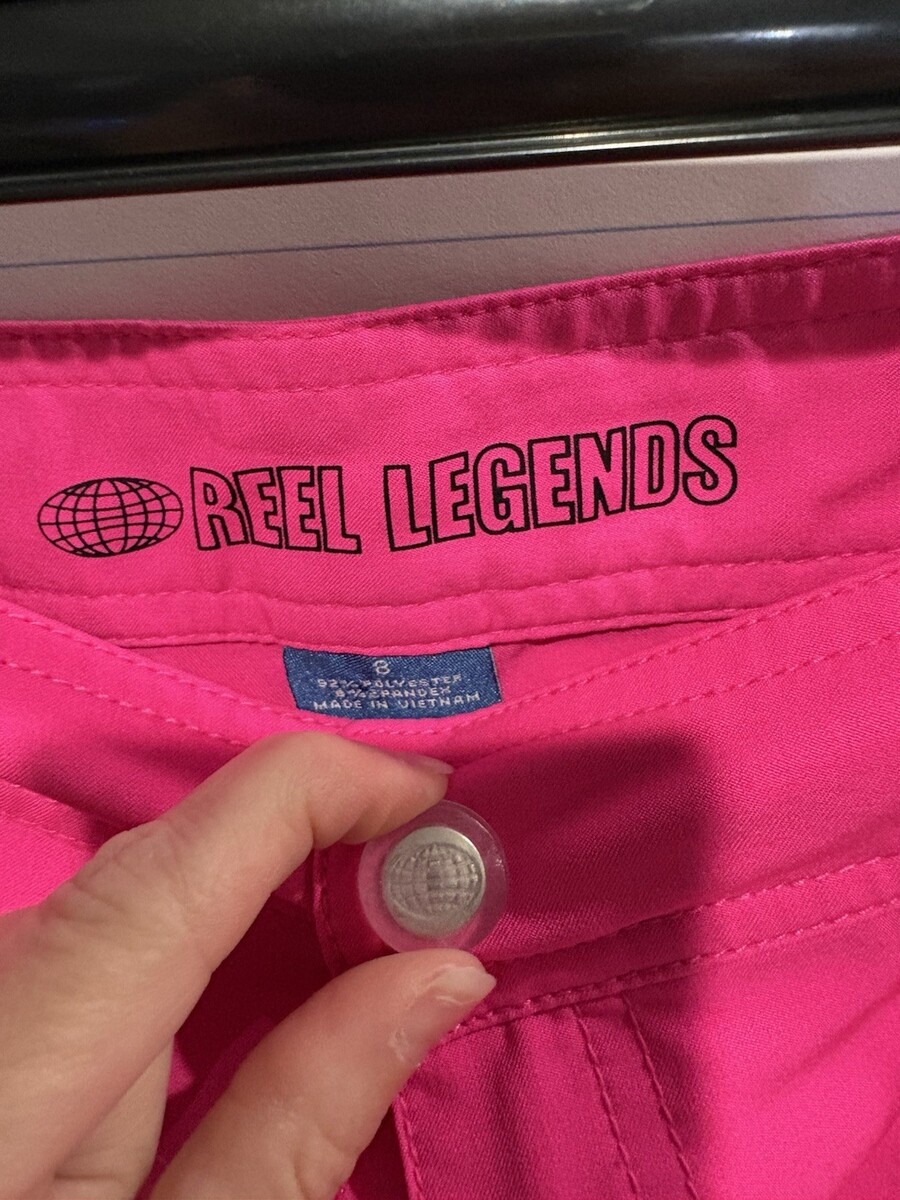 REEL LEGENDS
8
92% POLYESTER
8% SPANDEX
MADE IN VIETNAM